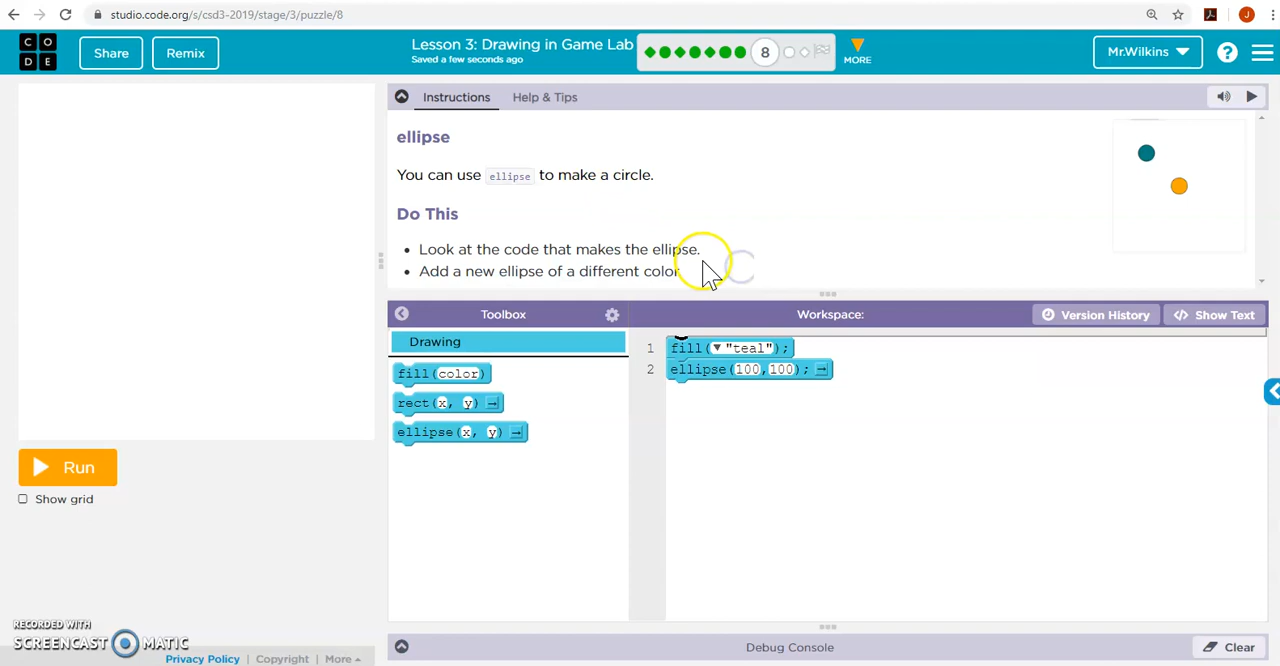 studio.code.org/s/csd3-2019/stage/3/puzzle/8
C O D E
Share
Remix
Lesson 3: Drawing in Game Lab
Saved a few seconds ago
8
MORE
Mr.Wilkins
?
Instructions
Help & Tips
ellipse
You can use ellipse to make a circle.
Do This
Look at the code that makes the ellipse.
Add a new ellipse of a different color
Toolbox
Workspace:
Version History
</> Show Text
Drawing
fill(color)
rect(x, y)
ellipse(x, y)
1 fill("teal");
2 ellipse(100,100);
Run
Show grid
RECORDED WITH
SCREENCAST MATIC
Privacy Policy | Copyright | More
Debug Console
Clear
J